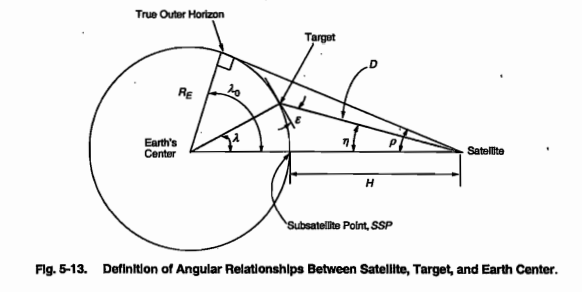 True Outer Horizon
Target
D
R_E
λ₀
ε
Earth's
Center
λ
η
ρ
Satellite
H
Subsatellite Point, SSP
Fig. 5-13. Definition of Angular Relationships Between Satellite, Target, and Earth Center.